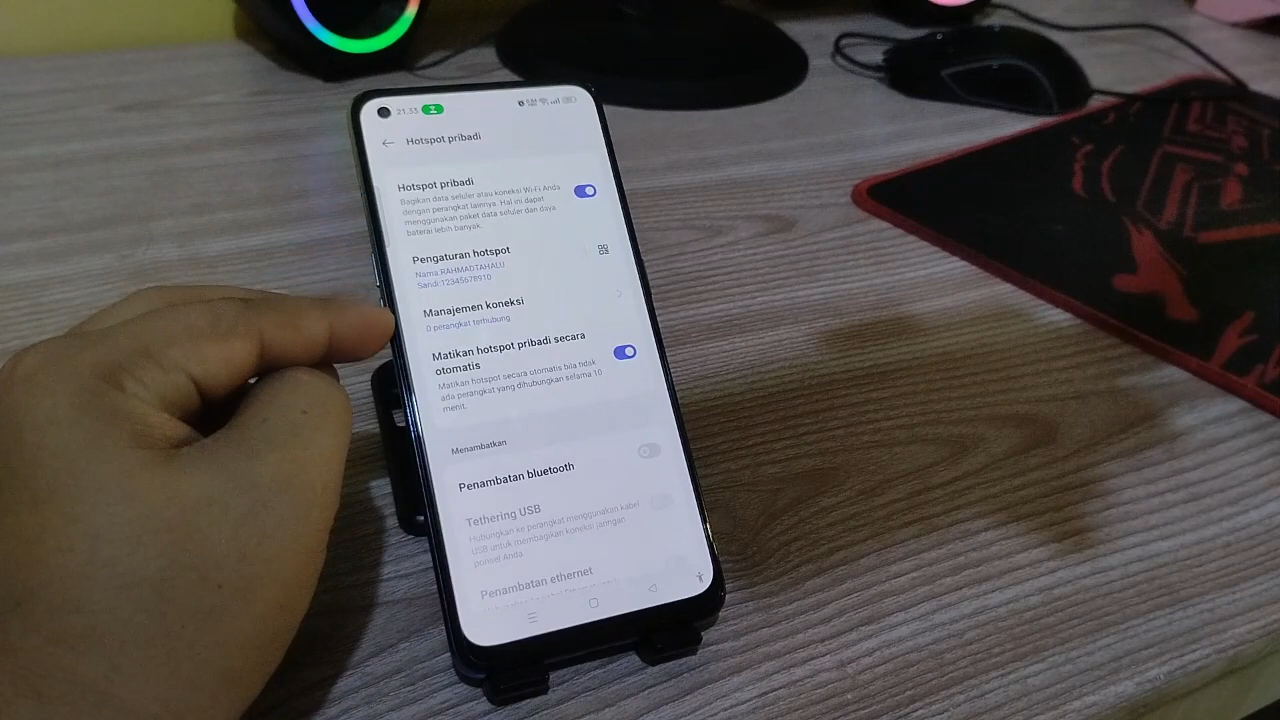 21.33
Hotspot pribadi
Hotspot pribadi
Bagikan data seluler atau koneksi Wi-Fi Anda
dengan perangkat lainnya. Hal ini dapat
menggunakan paket data seluler dan daya
baterai lebih banyak.
Pengaturan hotspot
Nama:RAHMADTAHALU
Sandi:12345678910
Manajemen koneksi
0 perangkat terhubung
Matikan hotspot pribadi secara
otomatis
Matikan hotspot secara otomatis bila tidak
ada perangkat yang dihubungkan selama 10
menit.
Menambatkan
Penambatan bluetooth
Tethering USB
Hubungkan ke perangkat menggunakan kabel
USB untuk membagikan koneksi jaringan
ponsel Anda.
Penambatan ethernet